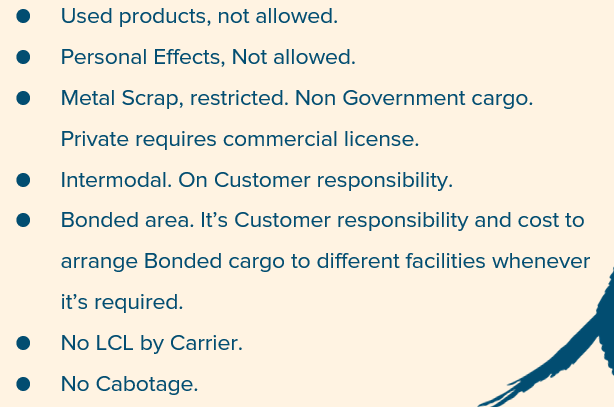 ● Used products, not allowed.
● Personal Effects, Not allowed.
● Metal Scrap, restricted. Non Government cargo.
Private requires commercial license.
● Intermodal. On Customer responsibility.
● Bonded area. It’s Customer responsibility and cost to
arrange Bonded cargo to different facilities whenever
it’s required.
● No LCL by Carrier.
● No Cabotage.